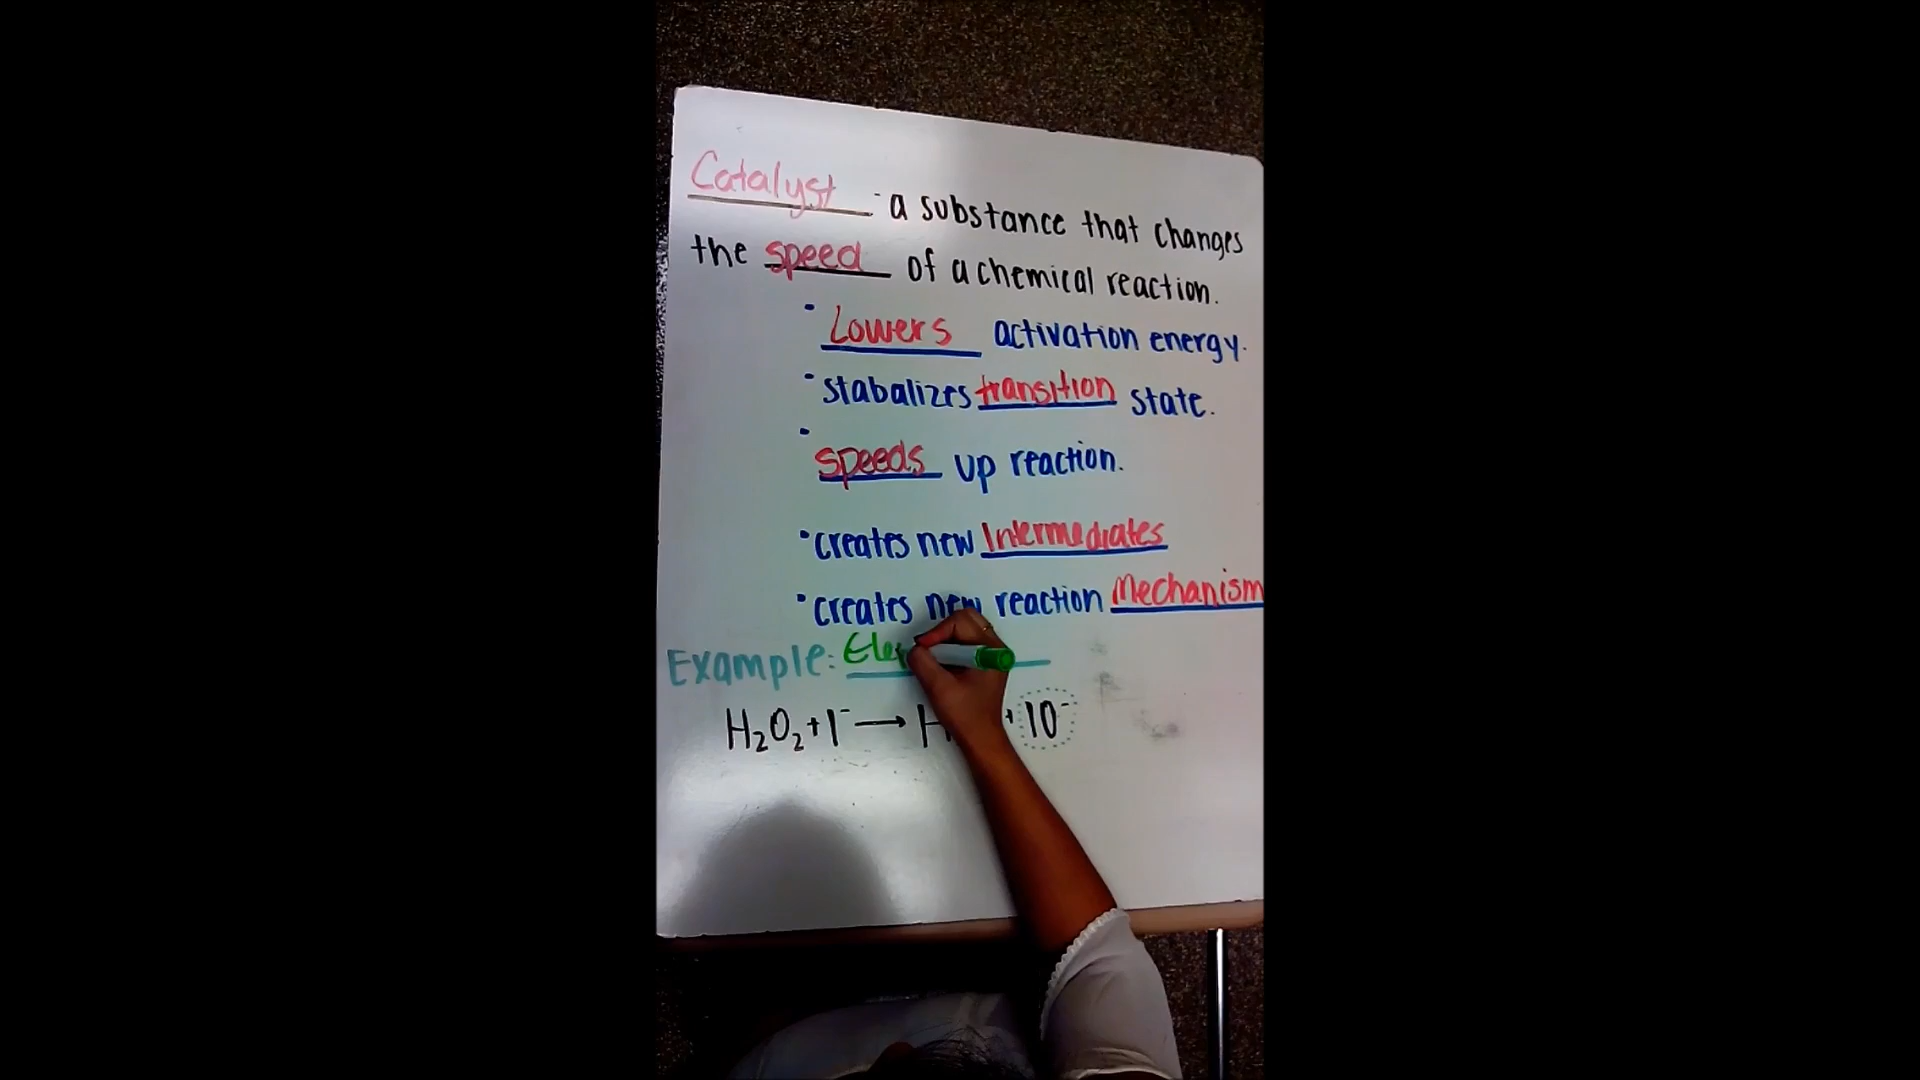 Catalyst - a substance that changes
the speed of a chemical reaction.
• Lowers activation energy.
• stabalizes transition state.
• speeds up reaction.
• creates new Intermediates
• creates new reaction Mechanism
Example:
H₂O₂ + I⁻ → + IO⁻